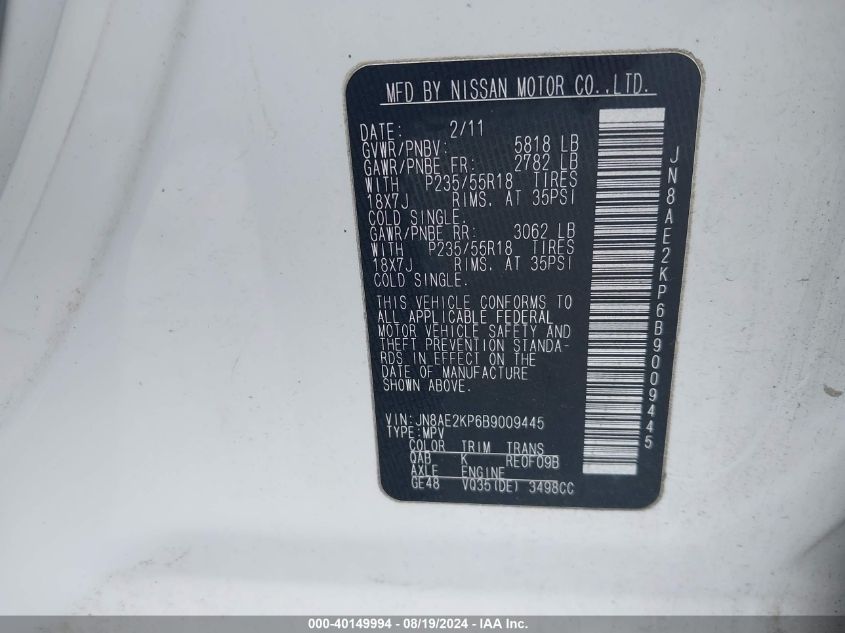 MFD BY NISSAN MOTOR CO.,LTD.
DATE: 2/11
GVWR/PNBV: 5818 LB
GAWR/PNBE FR: 2782 LB
WITH P235/55R18 TIRES
18X7J RIMS. AT 35PSI
COLD SINGLE.
GAWR/PNBE RR: 3062 LB
WITH P235/55R18 TIRES
18X7J RIMS. AT 35PSI
COLD SINGLE.
THIS VEHICLE CONFORMS TO
ALL APPLICABLE FEDERAL
MOTOR VEHICLE SAFETY AND
THEFT PREVENTION STANDA-
RDS IN EFFECT ON THE
DATE OF MANUFACTURE
SHOWN ABOVE.
VIN:JN8AE2KP6B9009445
TYPE:MPV
COLOR TRIM TRANS
QAB K RE0F09B
AXLE ENGINE
GE48 VQ35(DE) 3498CC
JN8AE2KP6B9009445
000-40149994 - 08/19/2024 - IAA Inc.